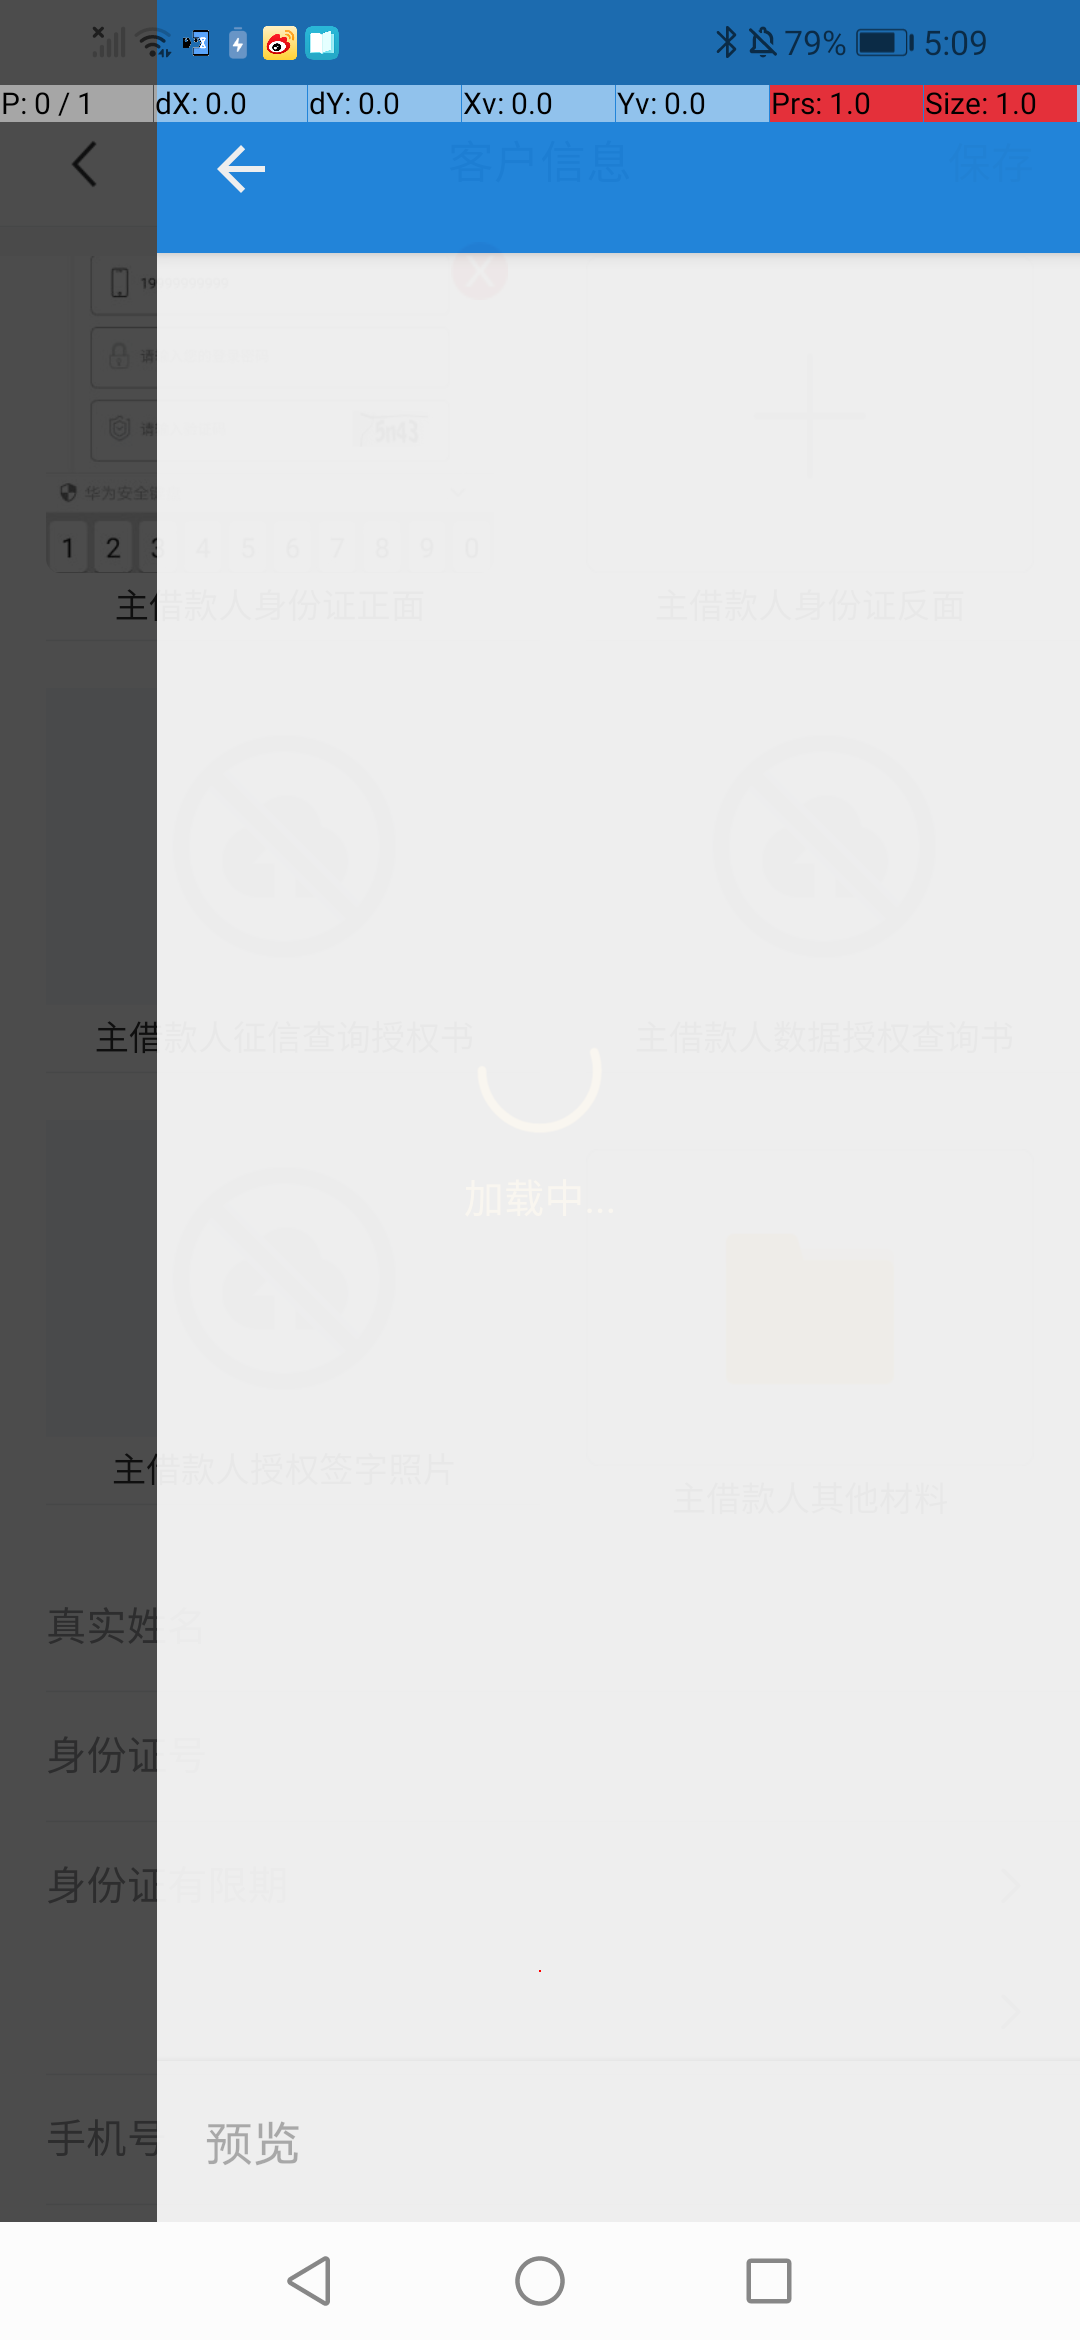 79% 5:09
P: 0 / 1 dX: 0.0 dY: 0.0 Xv: 0.0 Yv: 0.0 Prs: 1.0 Size: 1.0
客户信息 保存
5n43
华为安全
1 2 3 4 5 6 7 8 9 0
主借款人身份证正面 主借款人身份证反面
主借款人征信查询授权书 主借款人数据授权查询书
加载中...
主借款人授权签字照片
主借款人其他材料
真实姓名
身份证号
身份证有限期
手机号
预览